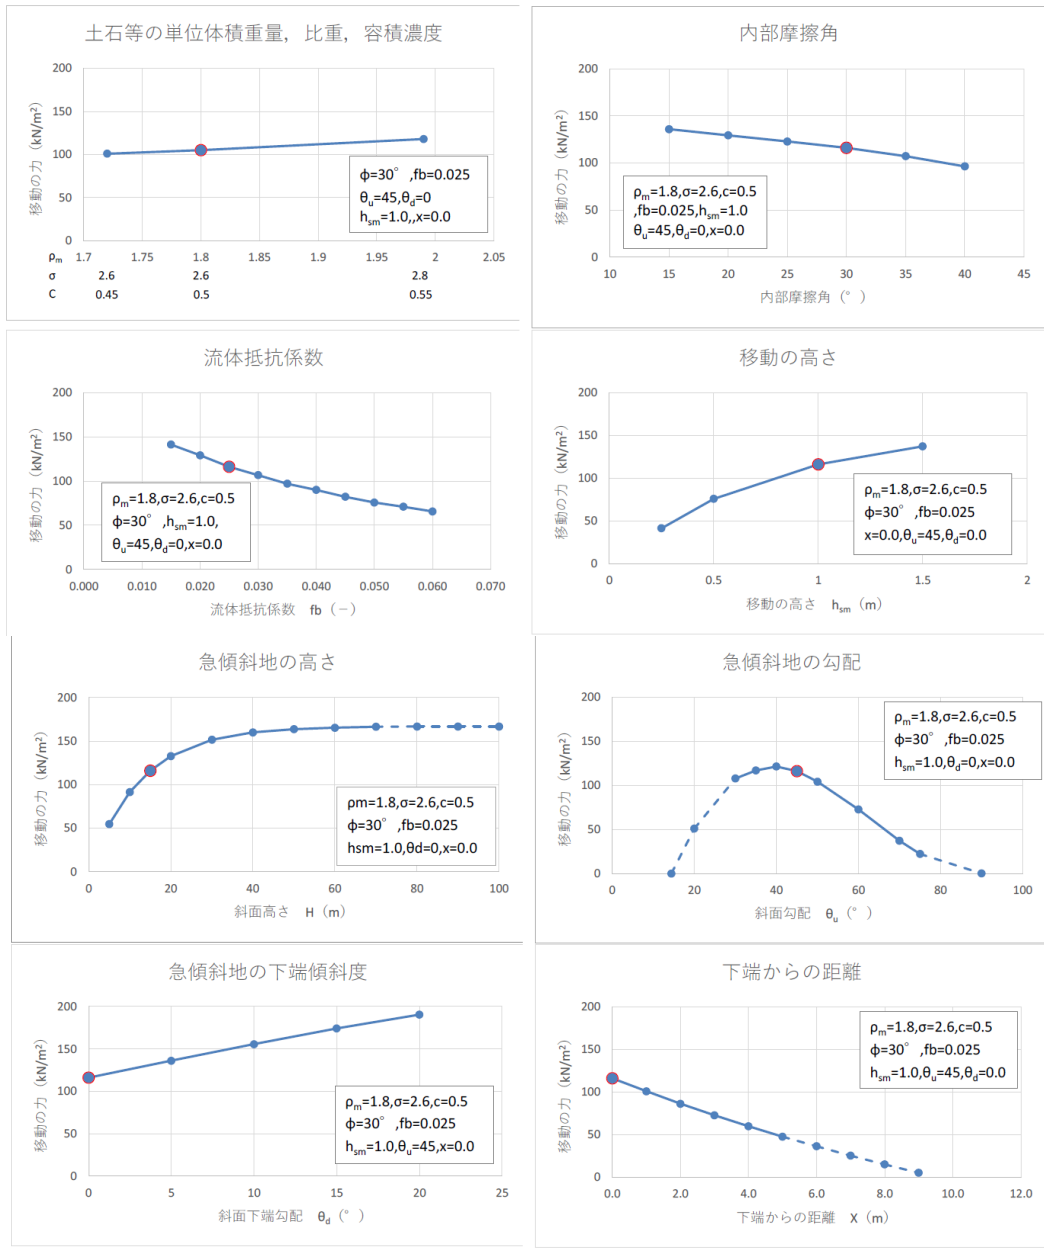 土石等の単位体積重量，比重，容積濃度
200
150
100
50
0
移動の力（kN/m²）
ϕ=30°,fb=0.025
θu=45,θd=0
hsm=1.0,,x=0.0
ρm 1.7 1.75 1.8 1.85 1.9 1.95 2 2.05
σ 2.6 2.6 2.8
C 0.45 0.5 0.55
内部摩擦角
200
150
100
50
0
移動の力（kN/m²）
ρm=1.8,σ=2.6,c=0.5
,fb=0.025,hsm=1.0
θu=45,θd=0,x=0.0
10 15 20 25 30 35 40 45
内部摩擦角（°）
流体抵抗係数
200
150
100
50
0
移動の力（kN/m²）
ρm=1.8,σ=2.6,c=0.5
ϕ=30°,hsm=1.0,
θu=45,θd=0,x=0.0
0.000 0.010 0.020 0.030 0.040 0.050 0.060 0.070
流体抵抗係数 fb（－）
移動の高さ
200
150
100
50
0
移動の力（kN/m²）
ρm=1.8,σ=2.6,c=0.5
ϕ=30°,fb=0.025
x=0.0,θu=45,θd=0.0
0 0.5 1 1.5 2
移動の高さ hsm（m）
急傾斜地の高さ
200
150
100
50
0
移動の力（kN/m²）
ρm=1.8,σ=2.6,c=0.5
ϕ=30°,fb=0.025
hsm=1.0,θd=0,x=0.0
0 20 40 60 80 100
斜面高さ H（m）
急傾斜地の勾配
200
150
100
50
0
移動の力（kN/m²）
ρm=1.8,σ=2.6,c=0.5
ϕ=30°,fb=0.025
hsm=1.0,θd=0,x=0.0
0 20 40 60 80 100
斜面勾配 θu（°）
急傾斜地の下端傾斜度
200
150
100
50
0
移動の力（kN/m²）
ρm=1.8,σ=2.6,c=0.5
ϕ=30°,fb=0.025
hsm=1.0,θu=45,x=0.0
0 5 10 15 20 25
斜面下端勾配 θd（°）
下端からの距離
200
150
100
50
0
移動の力（kN/m²）
ρm=1.8,σ=2.6,c=0.5
ϕ=30°,fb=0.025
hsm=1.0,θu=45,θd=0.0
0.0 2.0 4.0 6.0 8.0 10.0 12.0
下端からの距離 X（m）